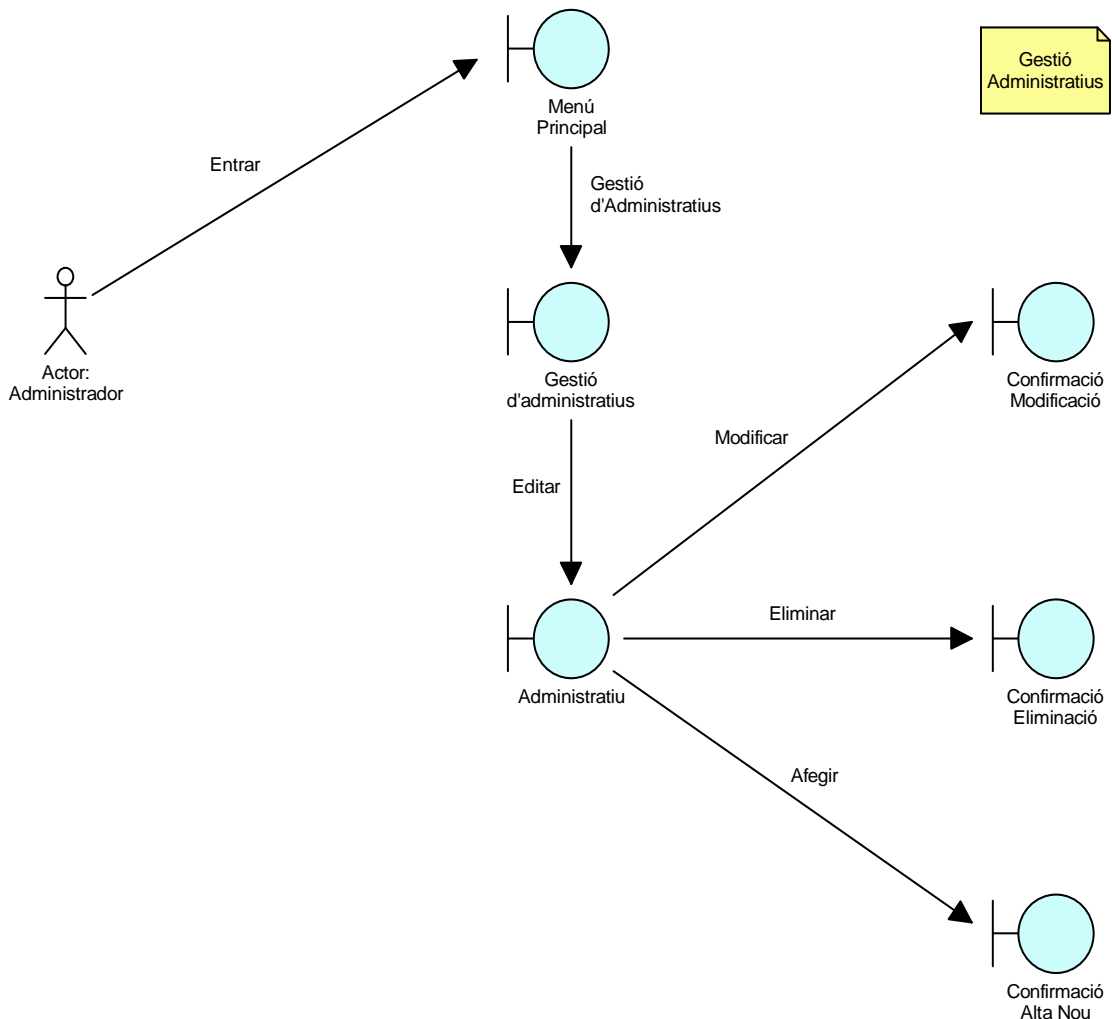 Gestió
Administratius
Menú
Principal
Entrar
Gestió
d'Administratius
Actor:
Administrador
Gestió
d'administratius
Confirmació
Modificació
Modificar
Editar
Eliminar
Administratiu
Confirmació
Eliminació
Afegir
Confirmació
Alta Nou